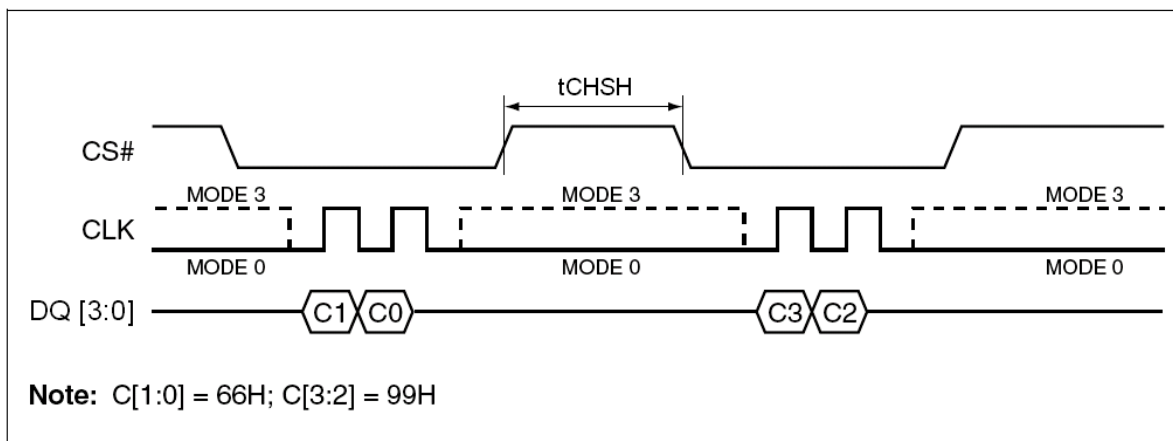 tCHSH
CS#
MODE 3 MODE 3 MODE 3
CLK
MODE 0 MODE 0 MODE 0
DQ [3:0] C1 C0 C3 C2
Note: C[1:0] = 66H; C[3:2] = 99H